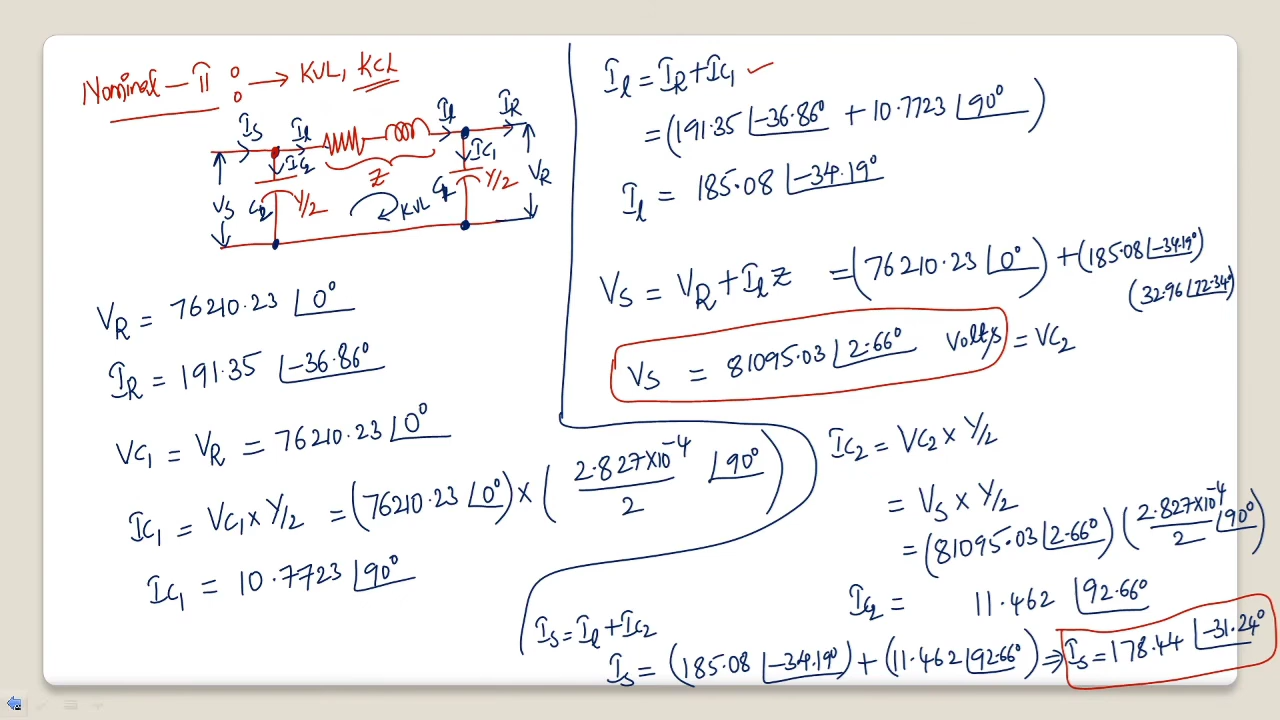 Nominal - π : → KVL, KCL
Is Il Il IR
IC2 Z IC1
VS C2 Y/2 KVL C1 Y/2 VR
VR = 76210.23 ∠0°
IR = 191.35 ∠-36.86°
VC1 = VR = 76210.23 ∠0°
IC1 = VC1 x Y/2 = (76210.23 ∠0°) x (2.827x10^-4/2 ∠90°)
IC1 = 10.7723 ∠90°
Il = IR + IC1 ✓
= (191.35 ∠-36.86° + 10.7723 ∠90°)
Il = 185.08 ∠-34.19°
VS = VR + Il Z = (76210.23 ∠0°) + (185.08 ∠-34.19°)
(32.96 ∠72.34°)
VS = 81095.03 ∠2.66° Volts = VC2
IC2 = VC2 x Y/2
= VS x Y/2
= (81095.03 ∠2.66°) (2.827x10^-4/2 ∠90°)
IC2 = 11.462 ∠92.66°
Is = Il + IC2
Is = (185.08 ∠-34.19°) + (11.462 ∠92.66°) ⇒ Is = 178.44 ∠-31.24°